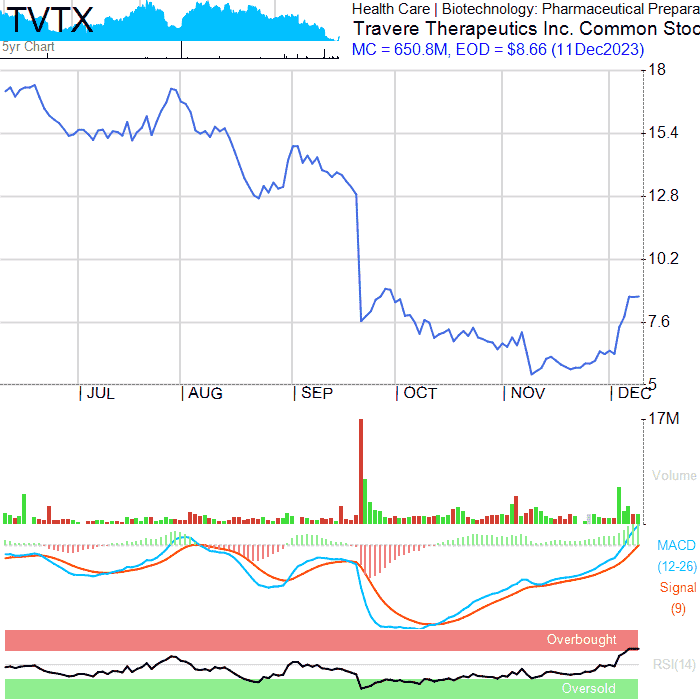 TVTX
Health Care | Biotechnology: Pharmaceutical Prepara
Travere Therapeutics Inc. Common Stoc
5yr Chart
MC = 650.8M, EOD = $8.66 (11Dec2023)
18
15.4
12.8
10.2
7.6
5
JUL AUG SEP OCT NOV DEC
17M
Volume
MACD
(12-26)
Signal
(9)
Overbought
RSI(14)
Oversold